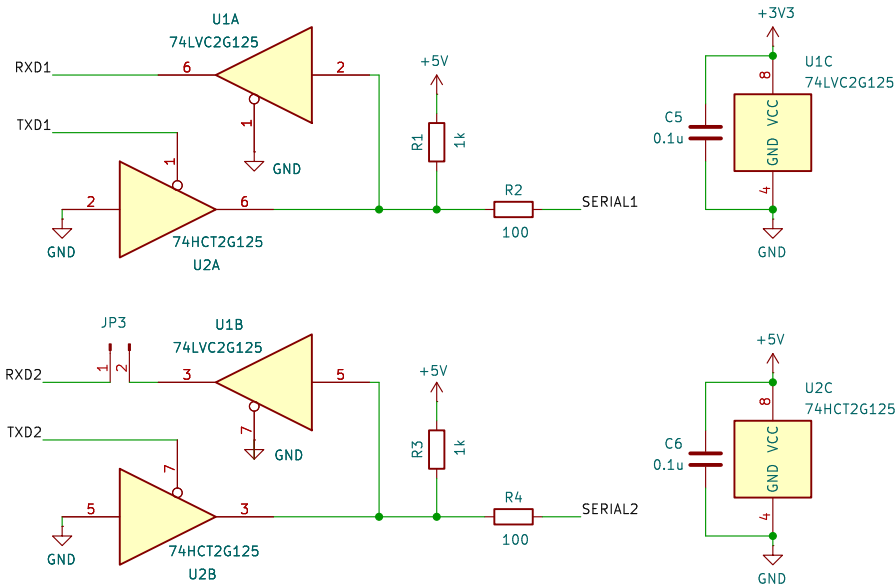 U1A
74LVC2G125
RXD1
6
2
TXD1
1
1
GND
2
6
GND
74HCT2G125
U2A
+5V
R1
1k
R2
100
SERIAL1
+3V3
8
U1C
74LVC2G125
C5
0.1u
VCC
GND
4
GND
JP3
U1B
74LVC2G125
1
2
RXD2
3
5
TXD2
7
7
GND
5
3
GND
74HCT2G125
U2B
+5V
R3
1k
R4
100
SERIAL2
+5V
8
U2C
74HCT2G125
C6
0.1u
VCC
GND
4
GND